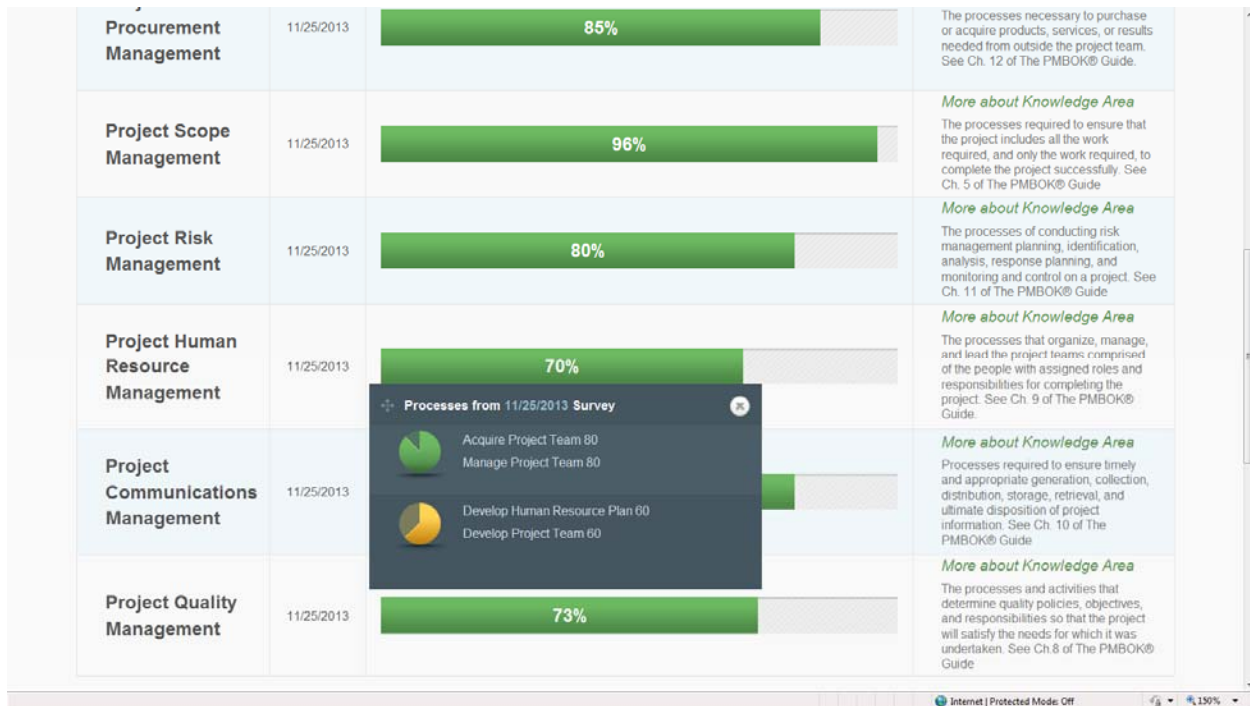 Procurement
Management
11/25/2013
85%
The processes necessary to purchase
or acquire products, services, or results
needed from outside the project team.
See Ch. 12 of The PMBOK® Guide.
Project Scope
Management
11/25/2013
96%
More about Knowledge Area
The processes required to ensure that
the project includes all the work
required, and only the work required, to
complete the project successfully. See
Ch. 5 of The PMBOK® Guide
Project Risk
Management
11/25/2013
80%
More about Knowledge Area
The processes of conducting risk
management planning, identification,
analysis, response planning, and
monitoring and control on a project. See
Ch. 11 of The PMBOK® Guide
Project Human
Resource
Management
11/25/2013
70%
More about Knowledge Area
The processes that organize, manage,
and lead the project teams comprised
of the people with assigned roles and
responsibilities for completing the
project. See Ch. 9 of The PMBOK®
Guide.
Processes from 11/25/2013 Survey
Acquire Project Team 80
Manage Project Team 80
Develop Human Resource Plan 60
Develop Project Team 60
Project
Communications
Management
11/25/2013
More about Knowledge Area
Processes required to ensure timely
and appropriate generation, collection,
distribution, storage, retrieval, and
ultimate disposition of project
information. See Ch. 10 of The
PMBOK® Guide
Project Quality
Management
11/25/2013
73%
More about Knowledge Area
The processes and activities that
determine quality policies, objectives,
and responsibilities so that the project
will satisfy the needs for which it was
undertaken. See Ch.8 of The PMBOK®
Guide
Internet | Protected Mode: Off
150%